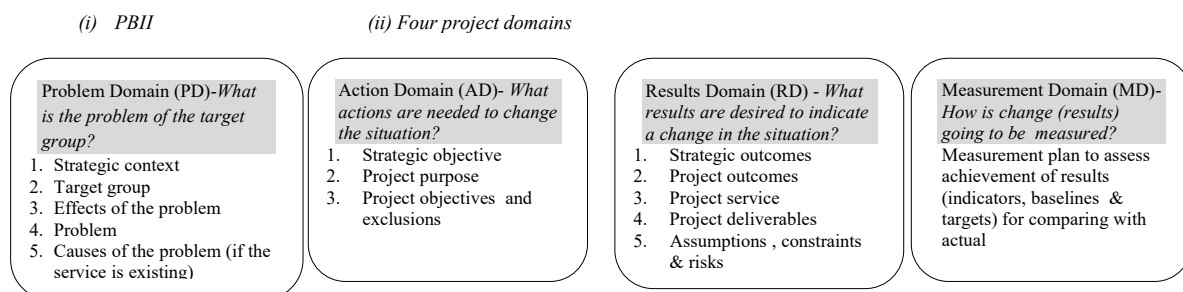 (i) PBII
(ii) Four project domains
Problem Domain (PD)-What
is the problem of the target
group?
1. Strategic context
2. Target group
3. Effects of the problem
4. Problem
5. Causes of the problem (if the
service is existing)
Action Domain (AD)- What
actions are needed to change
the situation?
1. Strategic objective
2. Project purpose
3. Project objectives and
exclusions
Results Domain (RD) - What
results are desired to indicate
a change in the situation?
1. Strategic outcomes
2. Project outcomes
3. Project service
4. Project deliverables
5. Assumptions , constraints
& risks
Measurement Domain (MD)-
How is change (results)
going to be measured?
Measurement plan to assess
achievement of results
(indicators, baselines &
targets) for comparing with
actual